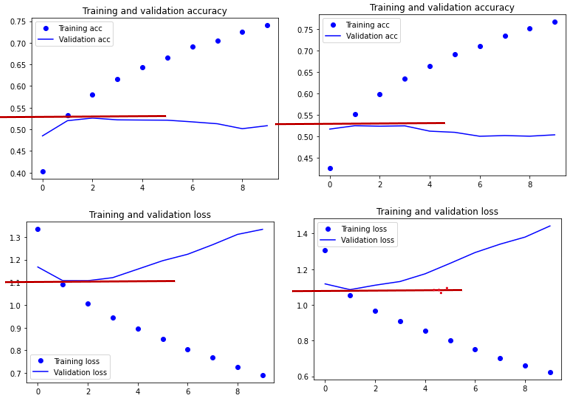 Training and validation accuracy
Training acc
Validation acc
0.75
0.70
0.65
0.60
0.55
0.50
0.45
0.40
0 2 4 6 8
Training and validation accuracy
Training acc
Validation acc
0.75
0.70
0.65
0.60
0.55
0.50
0.45
0 2 4 6 8
Training and validation loss
1.3
1.2
1.1
1.0
0.9
0.8
0.7
Training loss
Validation loss
0 2 4 6 8
Training and validation loss
Training loss
Validation loss
1.4
1.2
1.0
0.8
0.6
0 2 4 6 8